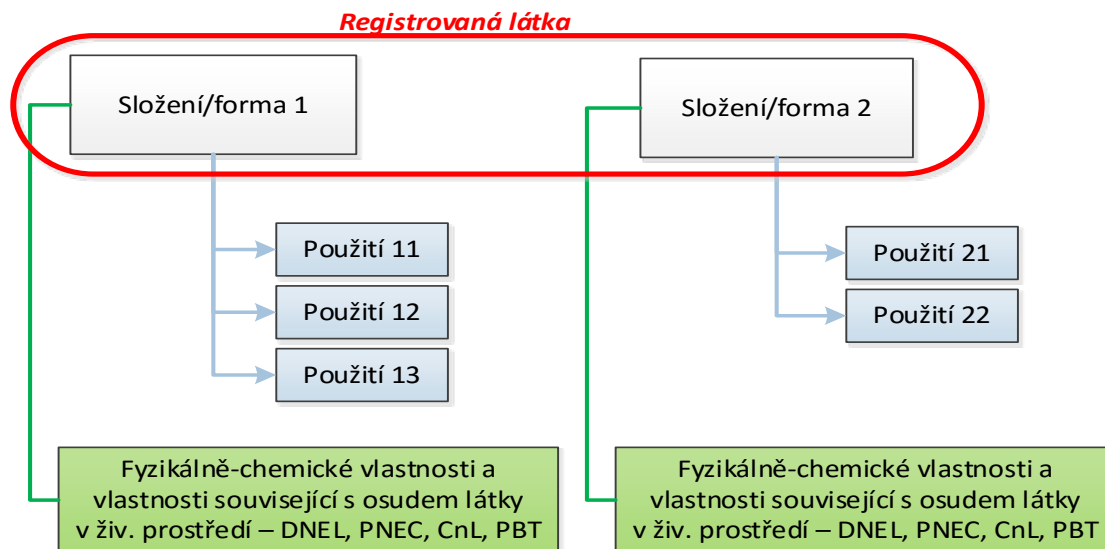 Registrovaná látka
Složení/forma 1
Složení/forma 2
Použití 11
Použití 12
Použití 13
Použití 21
Použití 22
Fyzikálně-chemické vlastnosti a
vlastnosti související s osudem látky
v živ. prostředí – DNEL, PNEC, CnL, PBT
Fyzikálně-chemické vlastnosti a
vlastnosti související s osudem látky
v živ. prostředí – DNEL, PNEC, CnL, PBT